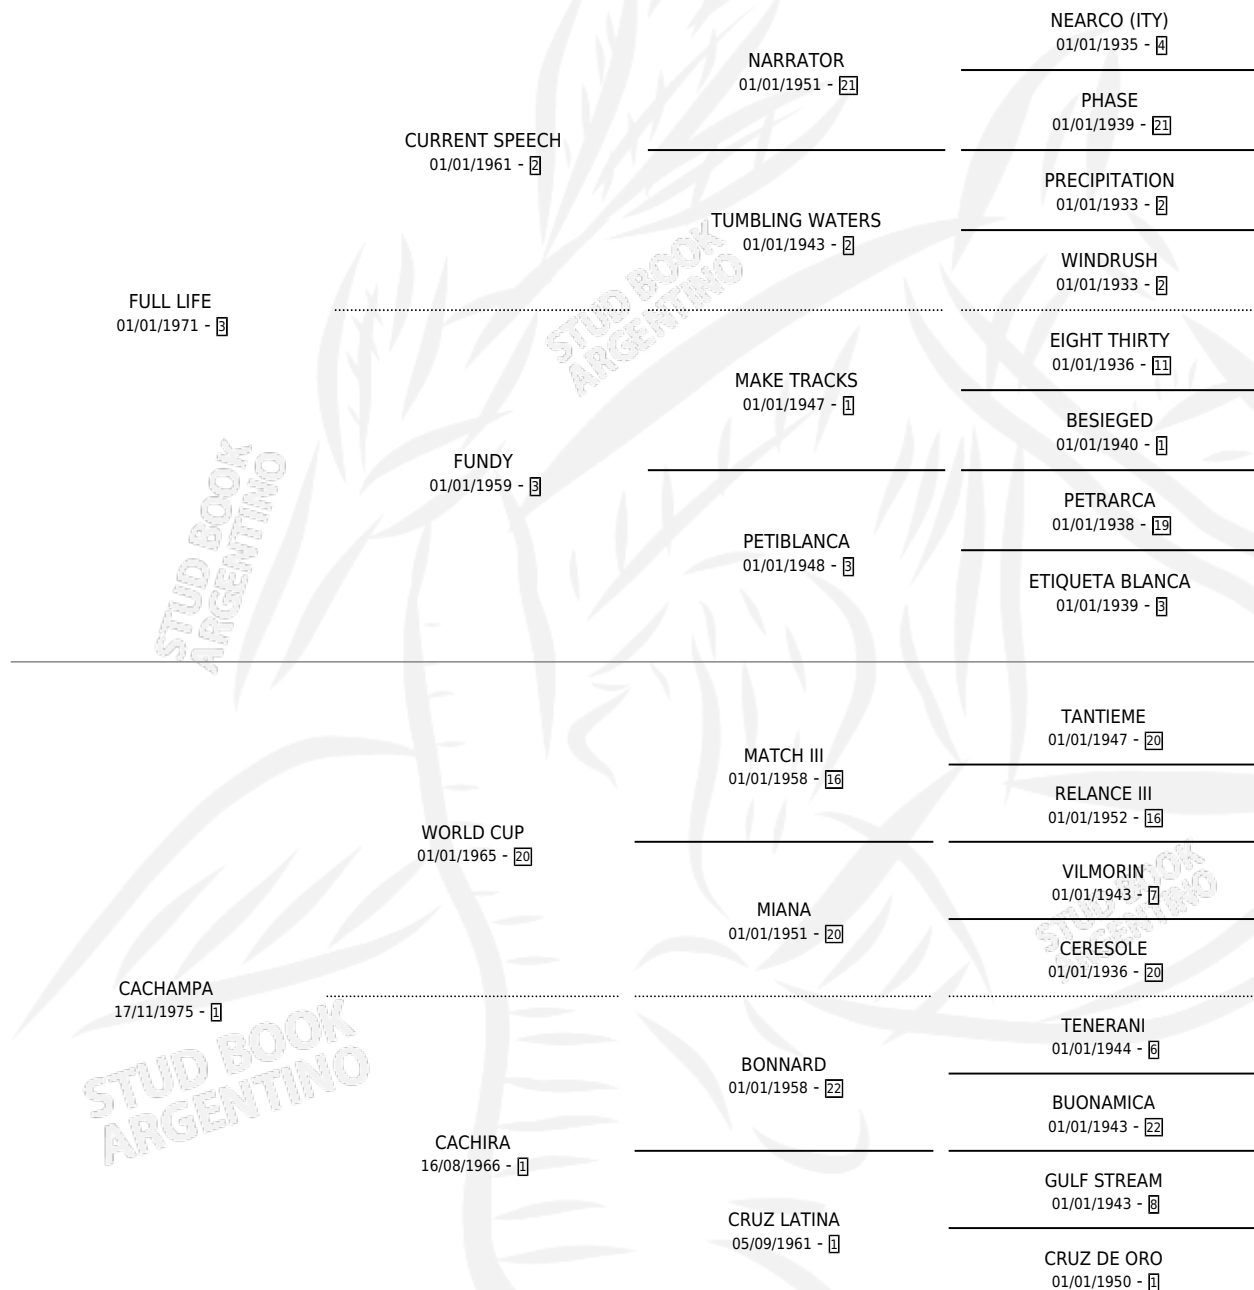 NEARCO (ITY)
01/01/1935 - 4
NARRATOR
01/01/1951 - 21
PHASE
01/01/1939 - 21
CURRENT SPEECH
01/01/1961 - 2
PRECIPITATION
01/01/1933 - 2
TUMBLING WATERS
01/01/1943 - 2
WINDRUSH
01/01/1933 - 2
FULL LIFE
01/01/1971 - 3
EIGHT THIRTY
01/01/1936 - 11
MAKE TRACKS
01/01/1947 - 1
BESIEGED
01/01/1940 - 1
FUNDY
01/01/1959 - 3
PETRARCA
01/01/1938 - 19
PETIBLANCA
01/01/1948 - 3
ETIQUETA BLANCA
01/01/1939 - 3
TANTIEME
01/01/1947 - 20
MATCH III
01/01/1958 - 16
RELANCE III
01/01/1952 - 16
WORLD CUP
01/01/1965 - 20
VILMORIN
01/01/1943 - 7
MIANA
01/01/1951 - 20
CERESOLE
01/01/1936 - 20
CACHAMPA
17/11/1975 - 1
TENERANI
01/01/1944 - 6
BONNARD
01/01/1958 - 22
BUONAMICA
01/01/1943 - 22
CACHIRA
16/08/1966 - 1
GULF STREAM
01/01/1943 - 8
CRUZ LATINA
05/09/1961 - 1
CRUZ DE ORO
01/01/1950 - 1
STUD BOOK
ARGENTINO
STUD BOOK
ARGENTINO
STUD BOOK
ARGENTINO
STUD BOOK
ARGENTINO